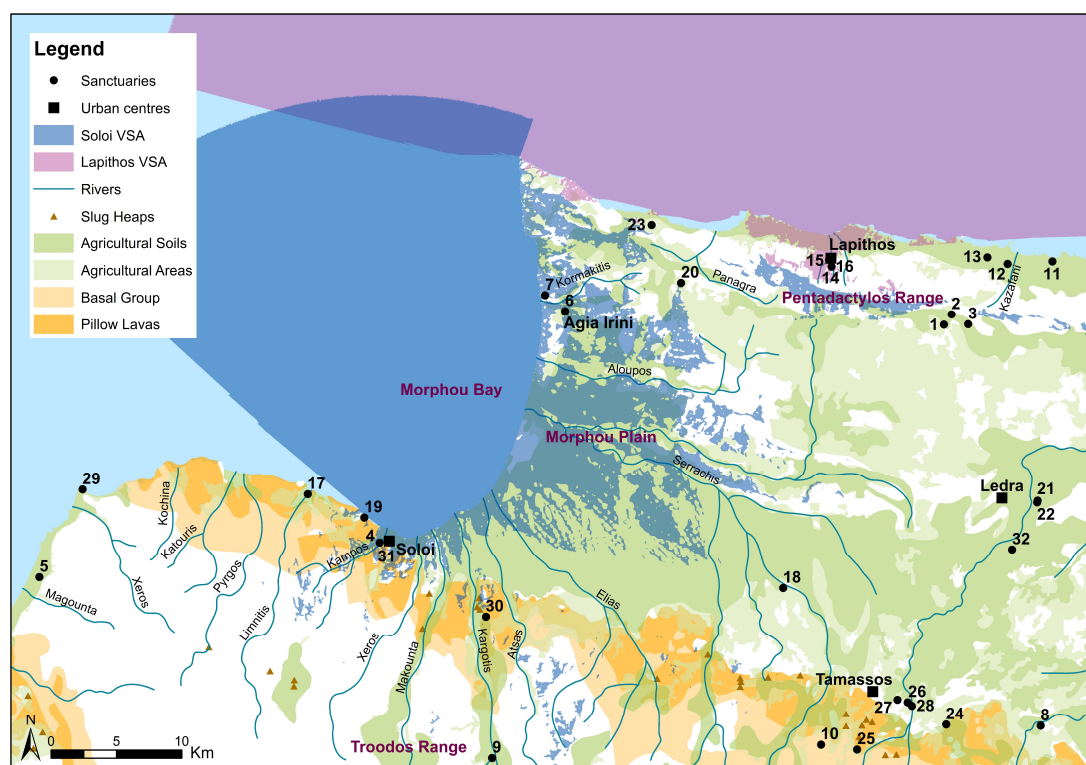 Legend
Sanctuaries
Urban centres
Soloi VSA
Lapithos VSA
Rivers
Slug Heaps
Agricultural Soils
Agricultural Areas
Basal Group
Pillow Lavas
23
Lapithos
15
16
14
13
12
11
Kazafani
20
Panagra
Kormakitis
7
6
Agia Irini
Pentadactylos Range
2
1
3
Aloupos
Morphou Bay
Morphou Plain
Serrachis
29
Kochina
17
Katouris
19
Ledra
21
22
4
Soloi
31
Kampos
32
5
Magounta
Xeros
Pyrgos
Limnitis
18
Elias
30
Xeros
Makounta
Kargotis
Atsas
Tamassos
26
27
28
24
8
10
25
Troodos Range
9
N
0
5
10
Km